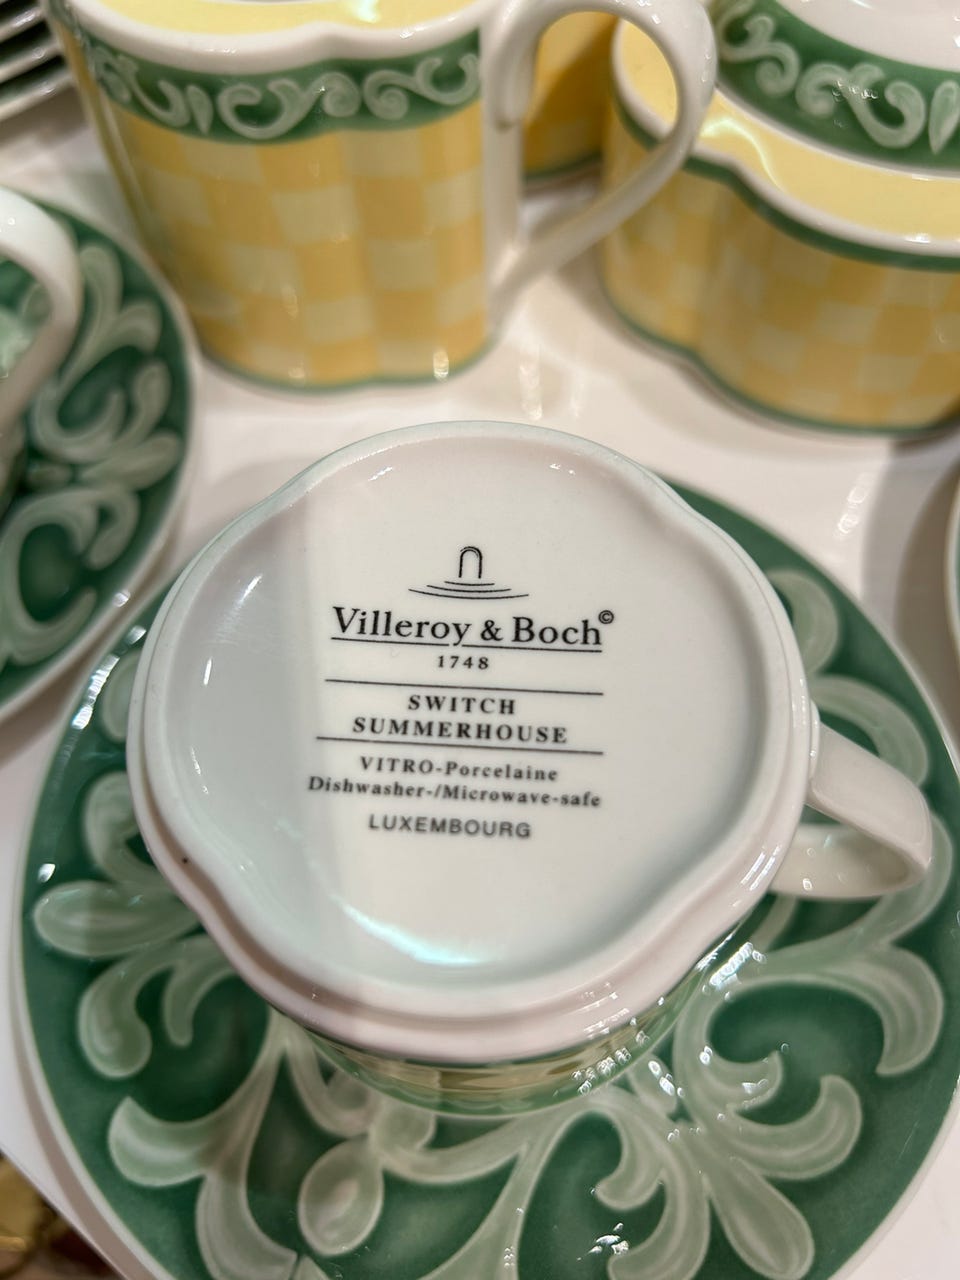 Villeroy & Boch©
1748
SWITCH
SUMMERHOUSE
VITRO-Porcelaine
Dishwasher-/Microwave-safe
LUXEMBOURG